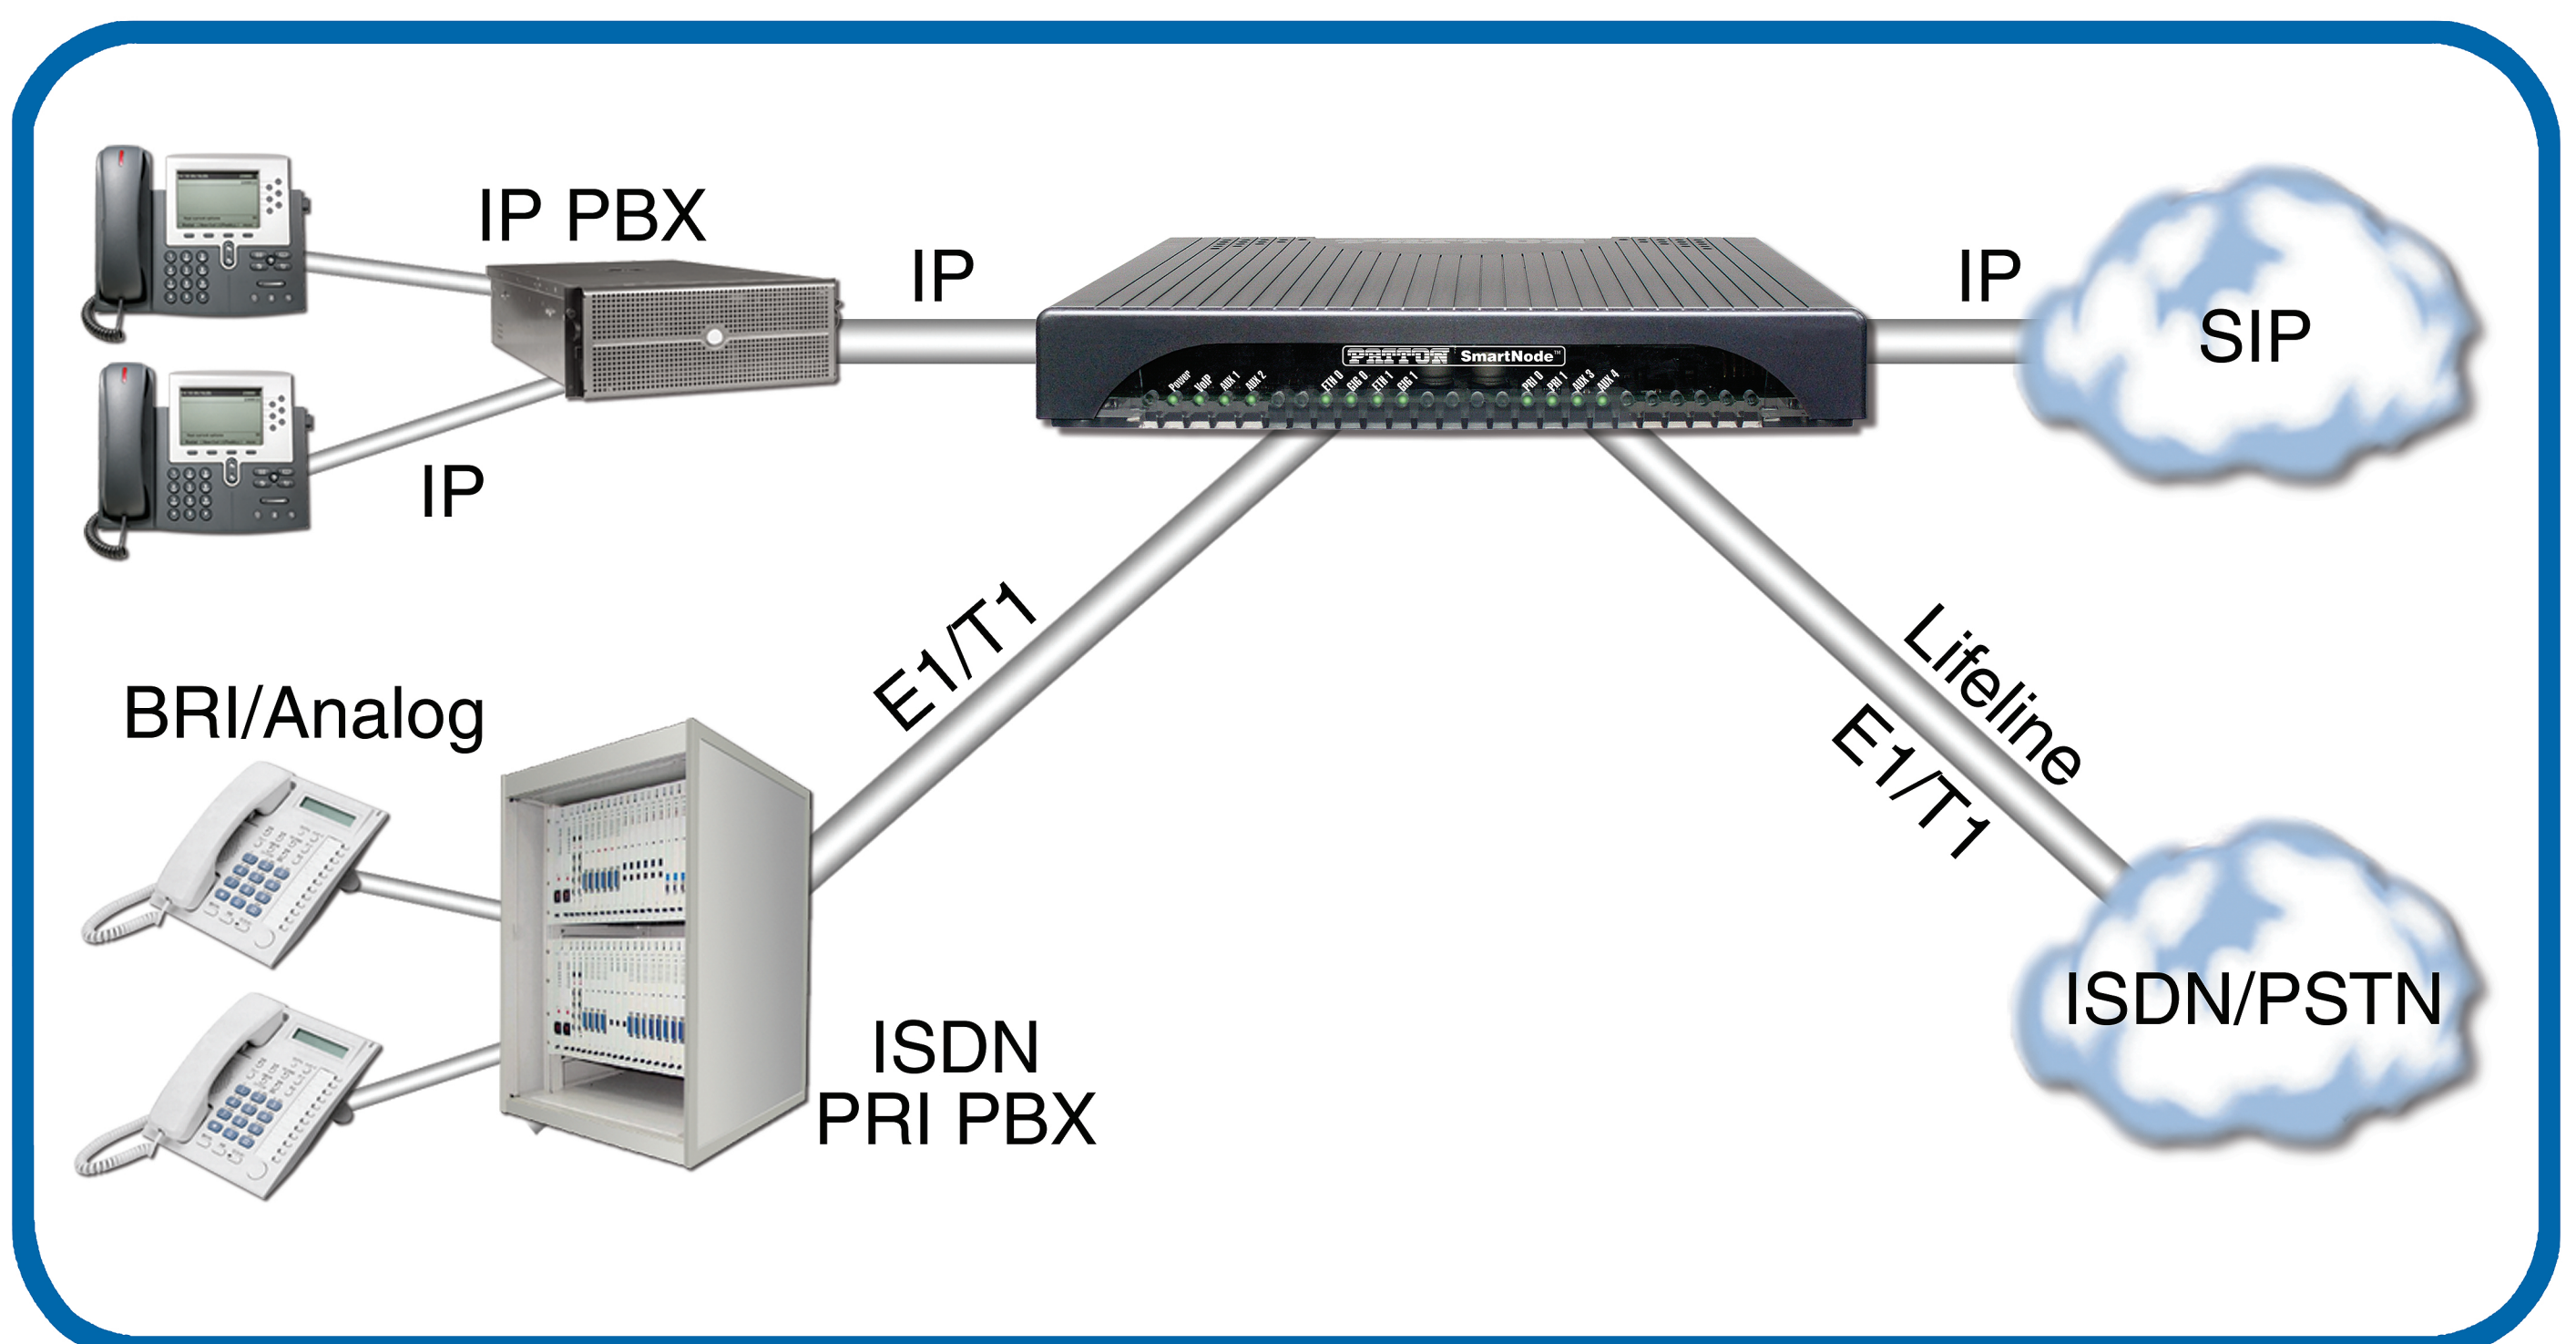 IP PBX
IP
IP
SIP
IP
PATTON SmartNode™
Power
VoIP
AUX 1
AUX 2
ETH 0
GIG 0
ETH 1
GIG 1
PRI 0
PRI 1
AUX 3
AUX 4
E1/T1
Lifeline
E1/T1
BRI/Analog
ISDN
PRI PBX
ISDN/PSTN